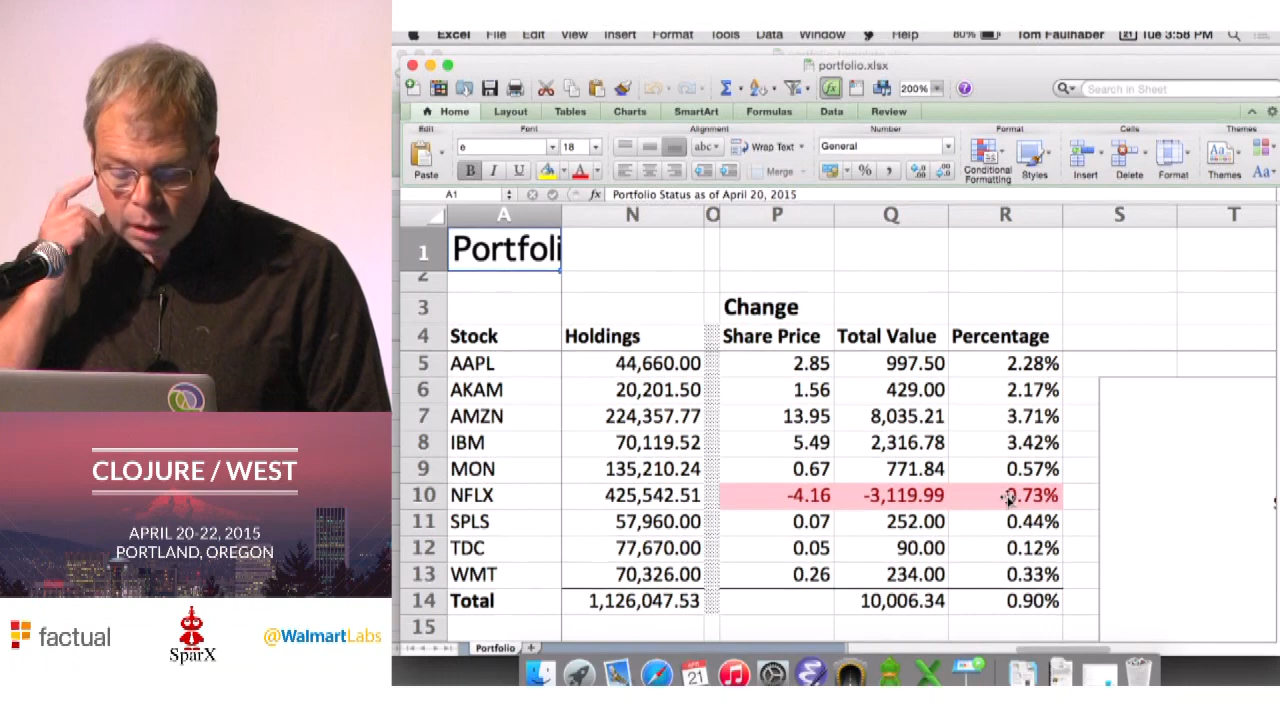 Excel File Edit View Insert Format Tools Data Window Help 80% Tom Faulhaber 21 Tue 3:58 PM
portfolio.xlsx
200%
Search in Sheet
Home Layout Tables Charts SmartArt Formulas Data Review
Edit Font Alignment Number Format Cells Themes
e 18 abc Wrap Text General
Paste B I U A Merge % Conditional Formatting Styles Insert Delete Format Themes Aa
A1 fx Portfolio Status as of April 20, 2015
A N O P Q R S T
1 Portfoli
2
3 Change
4 Stock Holdings Share Price Total Value Percentage
5 AAPL 44,660.00 2.85 997.50 2.28%
6 AKAM 20,201.50 1.56 429.00 2.17%
7 AMZN 224,357.77 13.95 8,035.21 3.71%
8 IBM 70,119.52 5.49 2,316.78 3.42%
9 MON 135,210.24 0.67 771.84 0.57%
10 NFLX 425,542.51 -4.16 -3,119.99 .73%
11 SPLS 57,960.00 0.07 252.00 0.44%
12 TDC 77,670.00 0.05 90.00 0.12%
13 WMT 70,326.00 0.26 234.00 0.33%
14 Total 1,126,047.53 10,006.34 0.90%
15
Portfolio
21
CLOJURE / WEST
APRIL 20-22, 2015
PORTLAND, OREGON
factual
SparX
@WalmartLabs